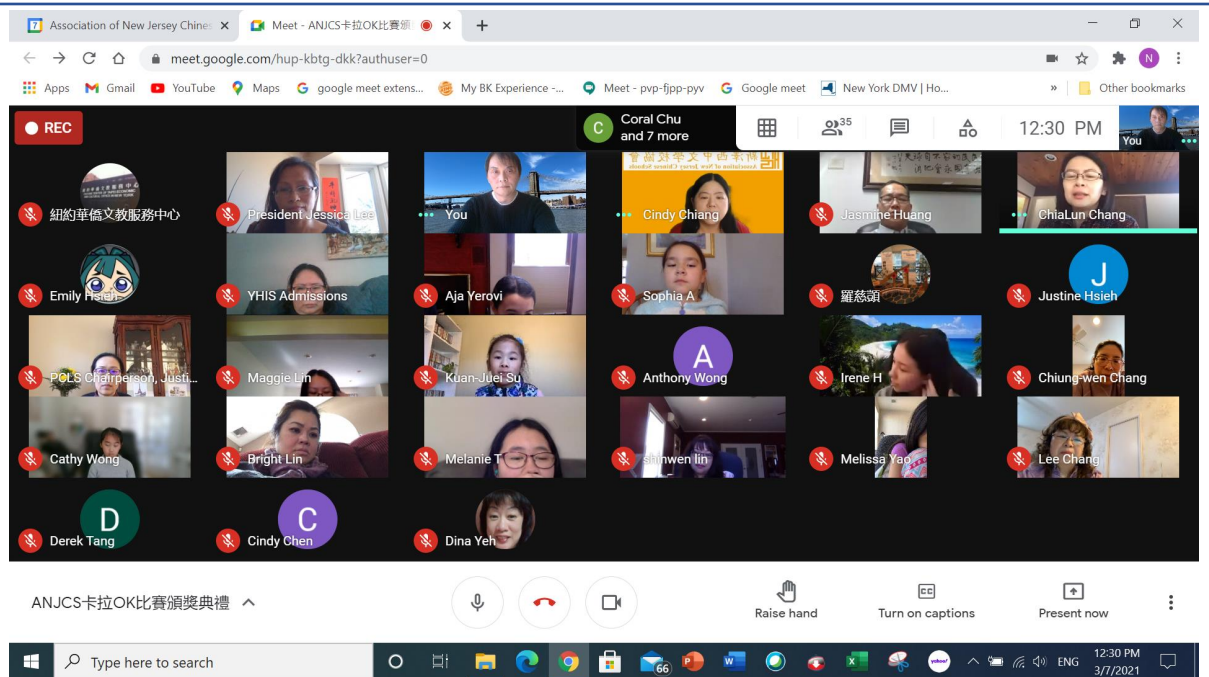 Association of New Jersey Chine
Meet - ANJCS卡拉OK比賽頒
meet.google.com/hup-kbtg-dkk?authuser=0
N
Apps Gmail YouTube Maps google meet extens... My BK Experience -... Meet - pvp-fjpp-pyv Google meet New York DMV | Ho... » Other bookmarks
REC
C Coral Chu
and 7 more
35
12:30 PM
You
紐約華僑文教服務中心 President Jessica Lee You Cindy Chiang Jasmine Huang ChiaLun Chang
J
Emily Hsieh YHIS Admissions Aja Yerovi Sophia A 羅慈顗 Justine Hsieh
A
PCLS Chairperson, Justi... Maggie Lin Kuan-Juei Su Anthony Wong Irene H Chiung-wen Chang
Cathy Wong Bright Lin Melanie T shinwen lin Melissa Yao Lee Chang
D C
Derek Tang Cindy Chen Dina Yeh
ANJCS卡拉OK比賽頒獎典禮
Raise hand Turn on captions Present now
Type here to search
66
yahoo!
ENG
12:30 PM
3/7/2021